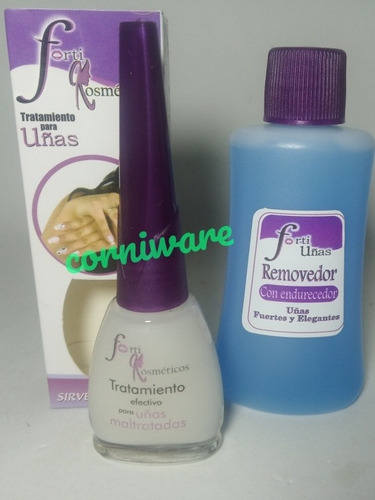 forti
Kosméticos
Tratamiento
para
Uñas
corniware
forti
Kosméticos
Tratamiento
efectivo
para uñas
maltratadas
forti
Uñas
Removedor
Con endurecedor
Uñas
Fuertes y Elegantes